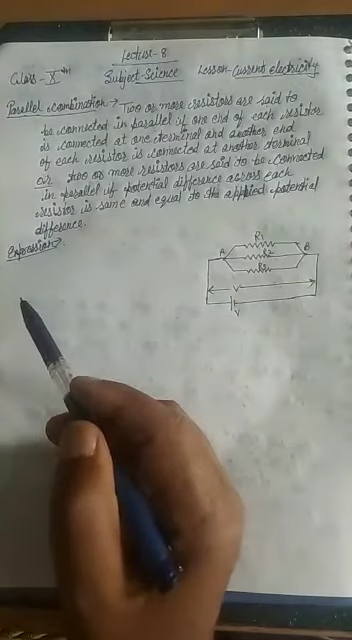 Lecture-8
Class-Xth Subject-Science Lesson-Current electricity
Parallel Combination → Two or more resistors are said to
be connected in parallel if one end of each resistor
is connected at one terminal and another end
of each resistor is connected at another terminal
or two or more resistors are said to be connected
in parallel if potential difference across each
resistor is same and equal to the applied potential
difference.
Expression →
R1
A R2 B
R3
V
V